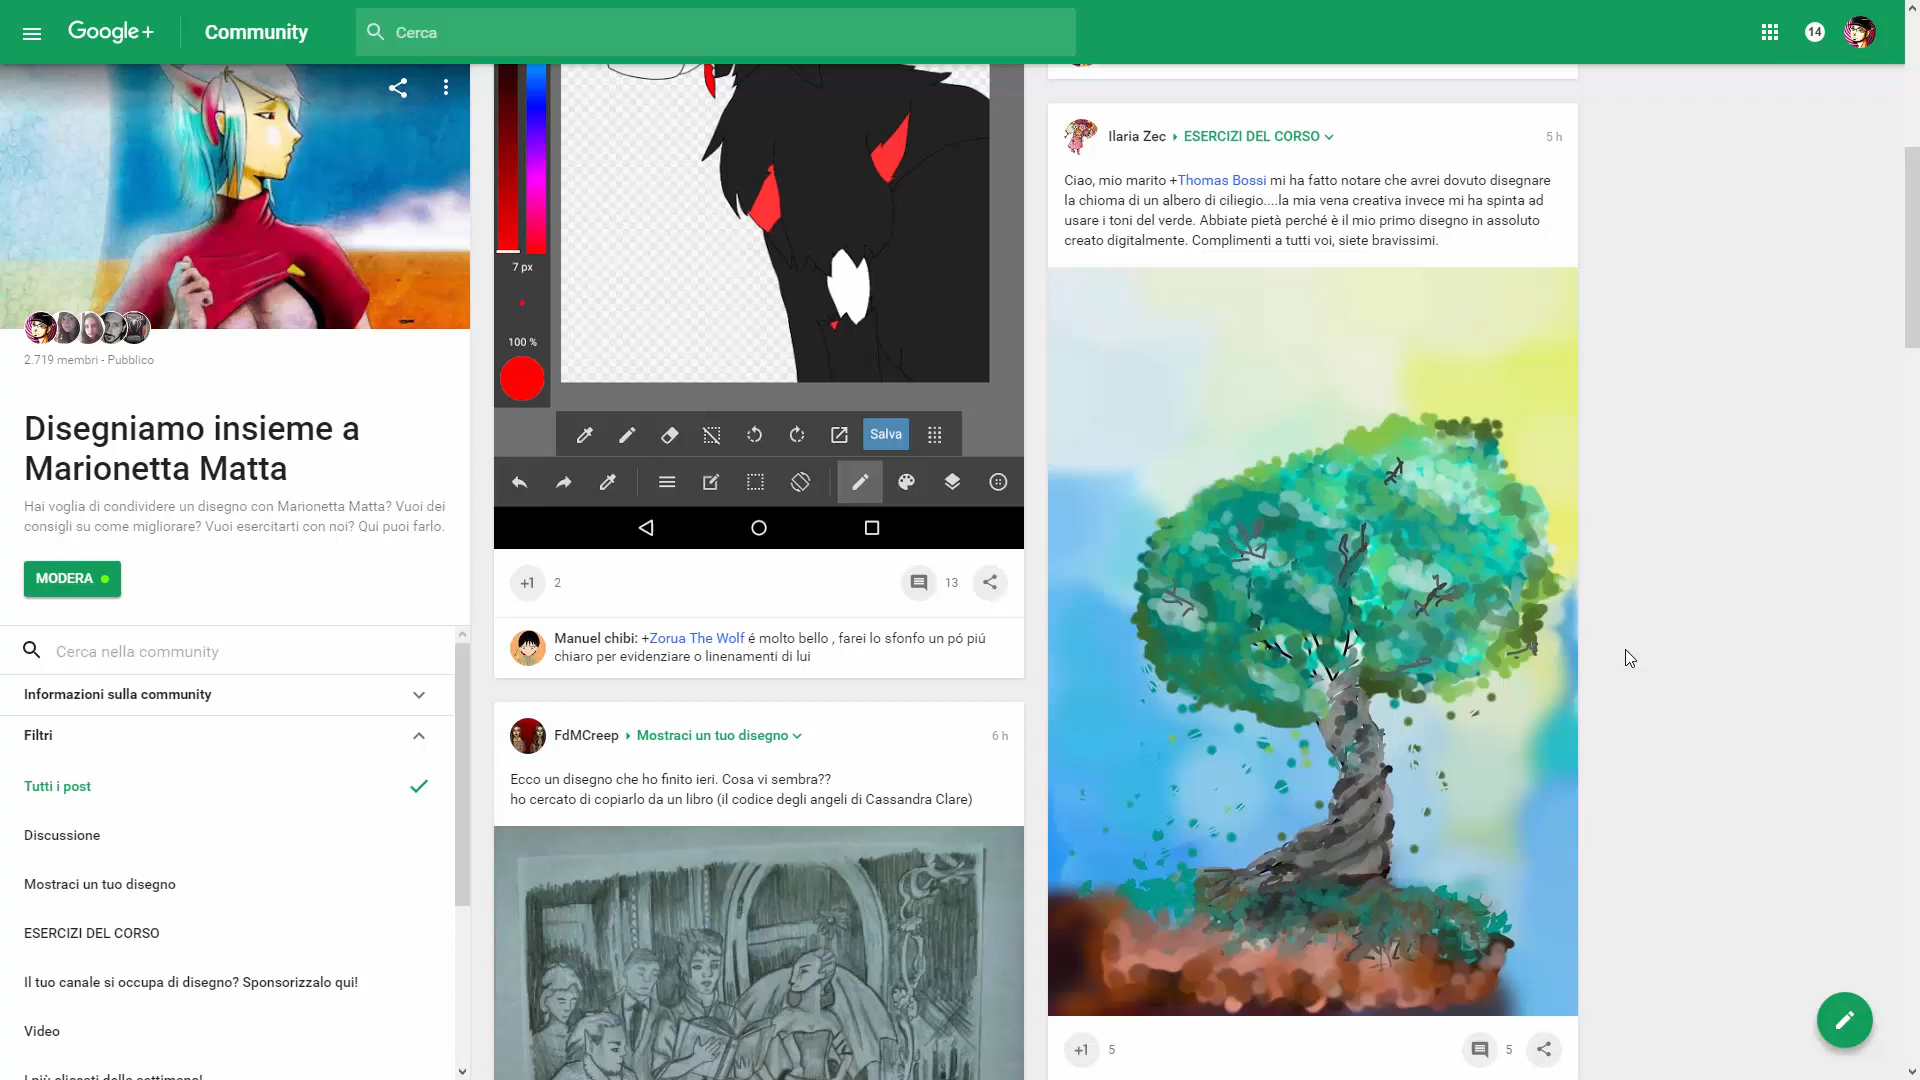 Google+
Community
Cerca
14
2.719 membri - Pubblico
Disegniamo insieme a
Marionetta Matta
Hai voglia di condividere un disegno con Marionetta Matta? Vuoi dei
consigli su come migliorare? Vuoi esercitarti con noi? Qui puoi farlo.
MODERA
Cerca nella community
Informazioni sulla community
Filtri
Tutti i post
Discussione
Mostraci un tuo disegno
ESERCIZI DEL CORSO
Il tuo canale si occupa di disegno? Sponsorizzalo qui!
Video
I più cliccati della settimana!
7 px
100 %
Salva
+1 2
13
Manuel chibi: +Zorua The Wolf é molto bello , farei lo sfonfo un pó piú
chiaro per evidenziare o linenamenti di lui
FdMCreep Mostraci un tuo disegno 6 h
Ecco un disegno che ho finito ieri. Cosa vi sembra??
ho cercato di copiarlo da un libro (il codice degli angeli di Cassandra Clare)
Ilaria Zec ESERCIZI DEL CORSO 5 h
Ciao, mio marito +Thomas Bossi mi ha fatto notare che avrei dovuto disegnare
la chioma di un albero di ciliegio....la mia vena creativa invece mi ha spinta ad
usare i toni del verde. Abbiate pietà perché è il mio primo disegno in assoluto
creato digitalmente. Complimenti a tutti voi, siete bravissimi.
+1 5
5